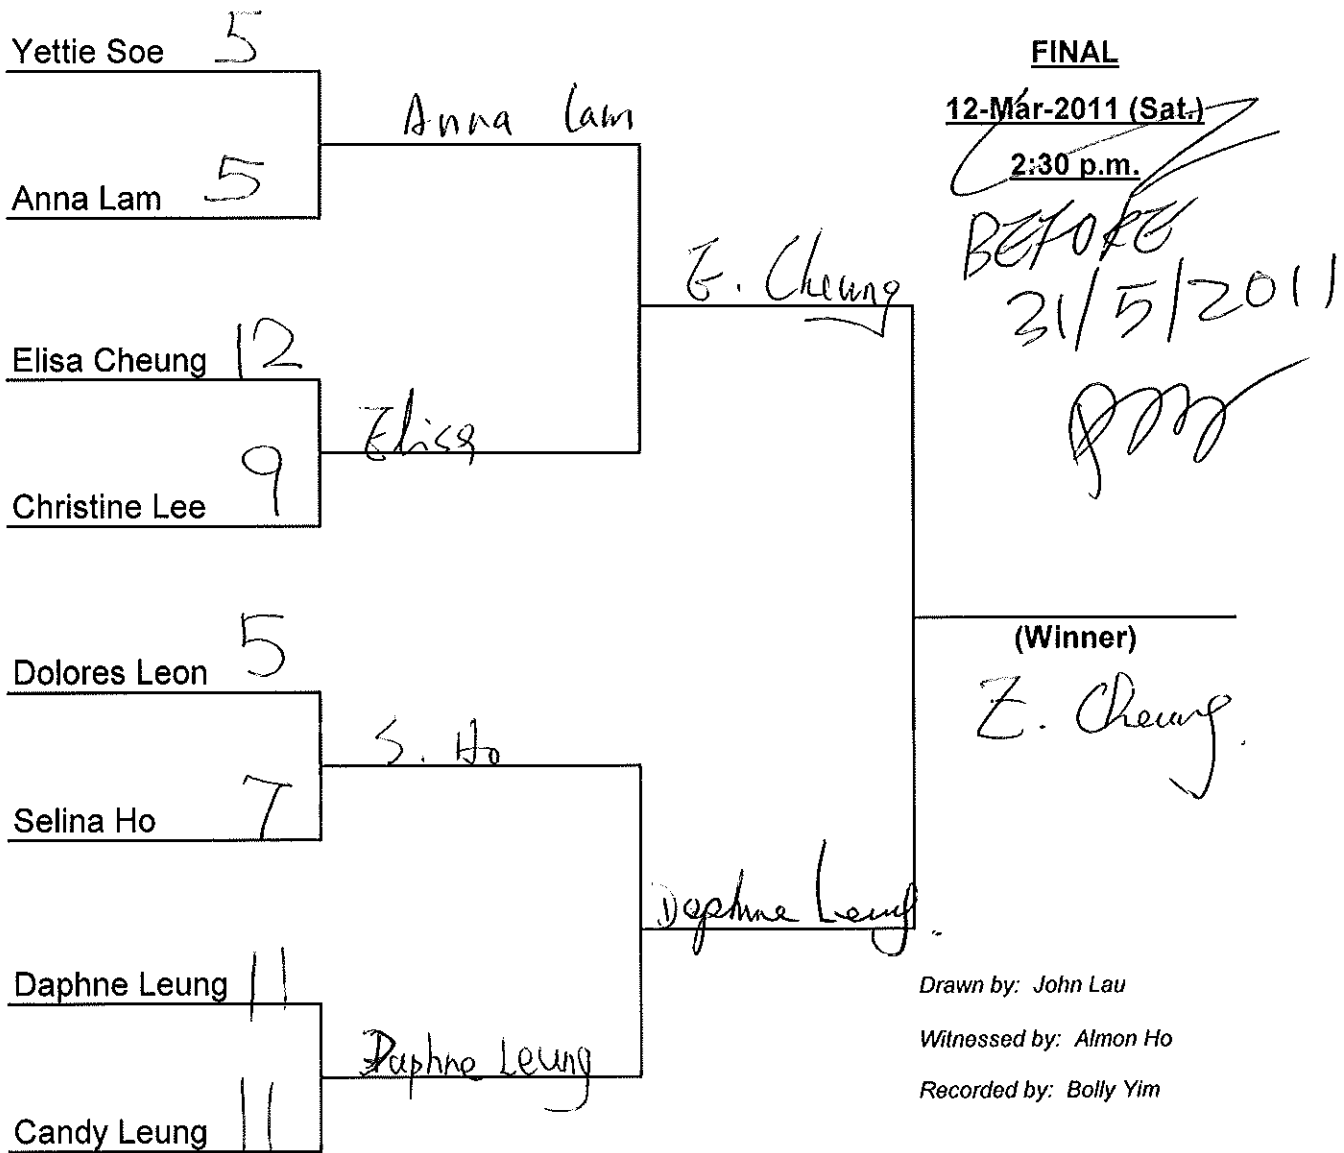 Yettie Soe 5
Anna Lam
Anna Lam 5
E. Cheung
Elisa Cheung 12
Elisa
Christine Lee 9
Dolores Leon 5
S. Ho
Selina Ho 7
Daphne Leung
Daphne Leung 11
Daphne Leung
Candy Leung 11
FINAL
12-Mar-2011 (Sat.)
2:30 p.m.
BEFORE
31/5/2011
(Winner)
E. Cheung.
Drawn by: John Lau
Witnessed by: Almon Ho
Recorded by: Bolly Yim